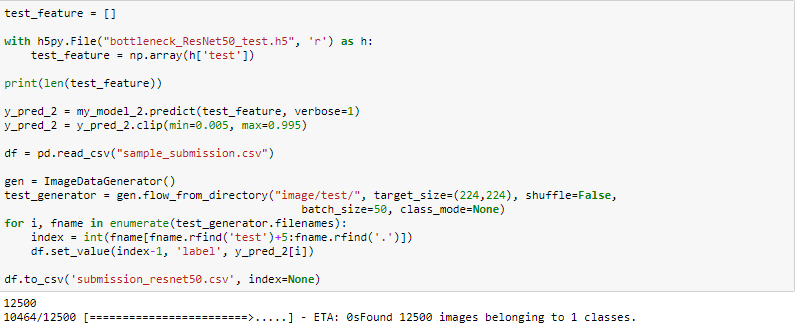 test_feature = []
with h5py.File("bottleneck_ResNet50_test.h5", 'r') as h:
    test_feature = np.array(h['test'])
print(len(test_feature))
y_pred_2 = my_model_2.predict(test_feature, verbose=1)
y_pred_2 = y_pred_2.clip(min=0.005, max=0.995)
df = pd.read_csv("sample_submission.csv")
gen = ImageDataGenerator()
test_generator = gen.flow_from_directory("image/test/", target_size=(224,224), shuffle=False,
                                         batch_size=50, class_mode=None)
for i, fname in enumerate(test_generator.filenames):
    index = int(fname[fname.rfind('test')+5:fname.rfind('.')])
    df.set_value(index-1, 'label', y_pred_2[i])
df.to_csv('submission_resnet50.csv', index=None)
12500
10464/12500 [========================>.....] - ETA: 0sFound 12500 images belonging to 1 classes.